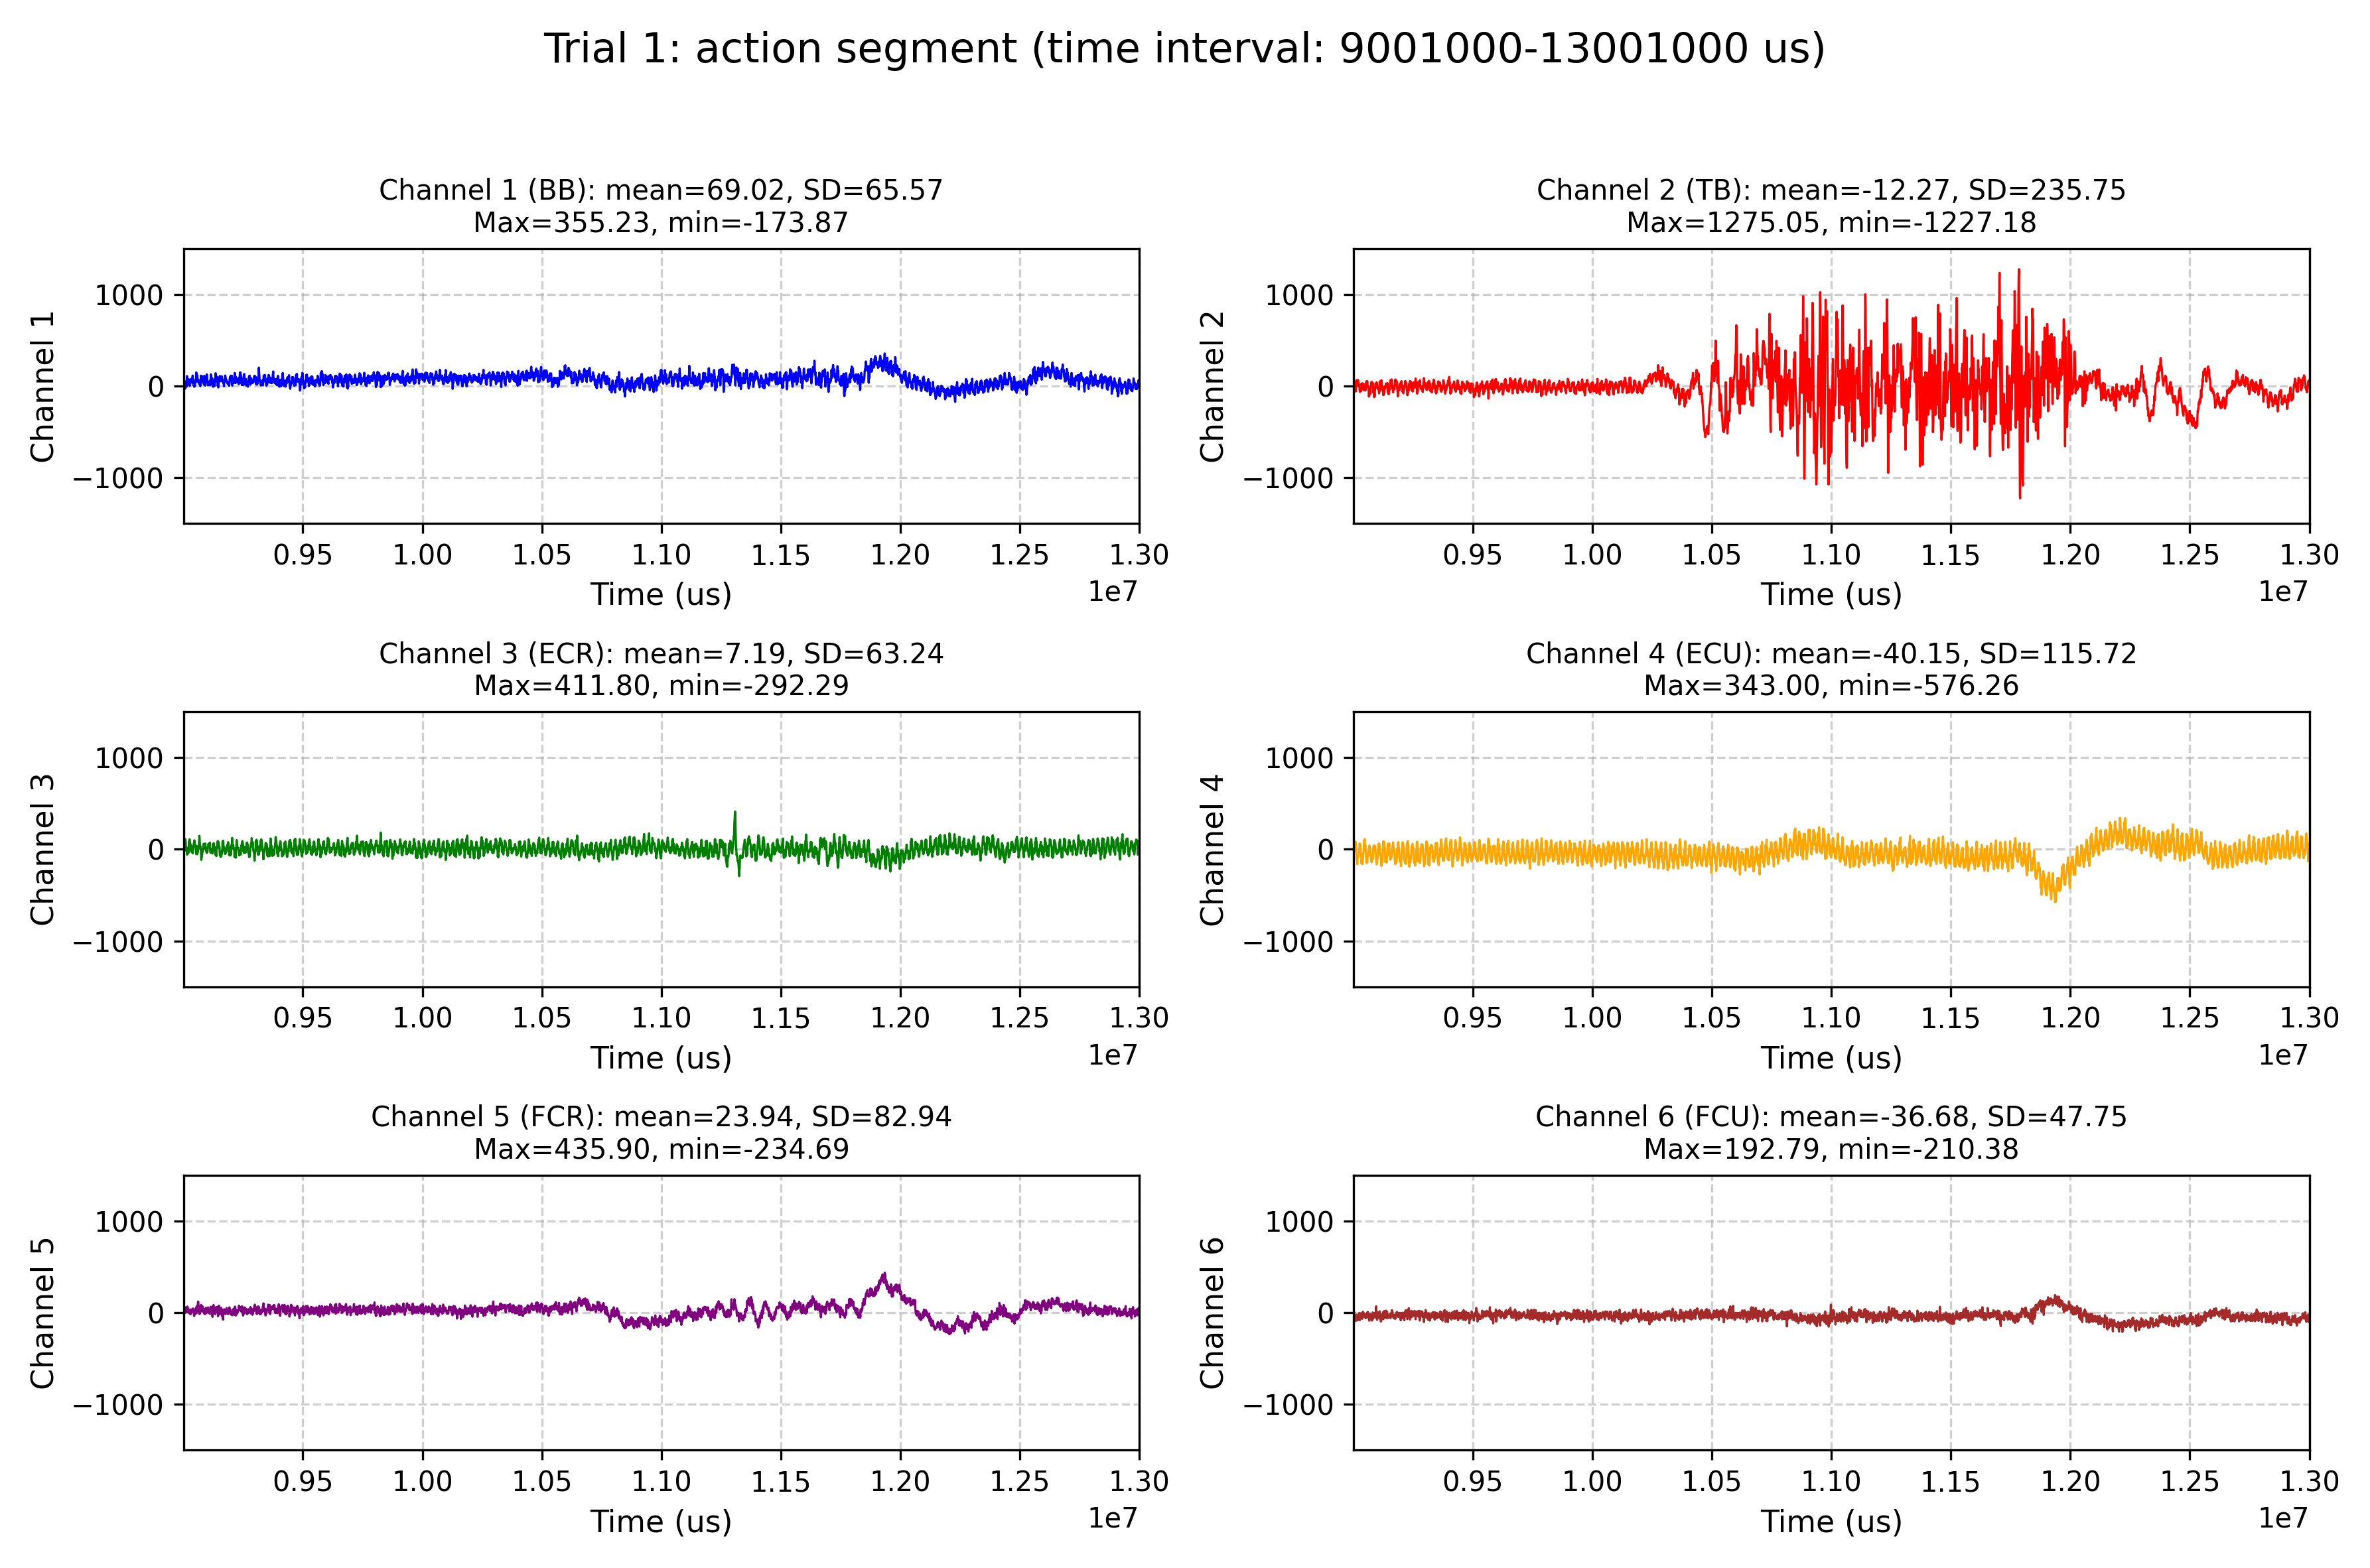 Trial 1: action segment (time interval: 9001000-13001000 us)
Channel 1 (BB): mean=69.02, SD=65.57
Max=355.23, min=-173.87
Channel 1
1000
0
−1000
0.95 1.00 1.05 1.10 1.15 1.20 1.25 1.30
Time (us)
1e7
Channel 2 (TB): mean=-12.27, SD=235.75
Max=1275.05, min=-1227.18
Channel 2
1000
0
−1000
0.95 1.00 1.05 1.10 1.15 1.20 1.25 1.30
Time (us)
1e7
Channel 3 (ECR): mean=7.19, SD=63.24
Max=411.80, min=-292.29
Channel 3
1000
0
−1000
0.95 1.00 1.05 1.10 1.15 1.20 1.25 1.30
Time (us)
1e7
Channel 4 (ECU): mean=-40.15, SD=115.72
Max=343.00, min=-576.26
Channel 4
1000
0
−1000
0.95 1.00 1.05 1.10 1.15 1.20 1.25 1.30
Time (us)
1e7
Channel 5 (FCR): mean=23.94, SD=82.94
Max=435.90, min=-234.69
Channel 5
1000
0
−1000
0.95 1.00 1.05 1.10 1.15 1.20 1.25 1.30
Time (us)
1e7
Channel 6 (FCU): mean=-36.68, SD=47.75
Max=192.79, min=-210.38
Channel 6
1000
0
−1000
0.95 1.00 1.05 1.10 1.15 1.20 1.25 1.30
Time (us)
1e7